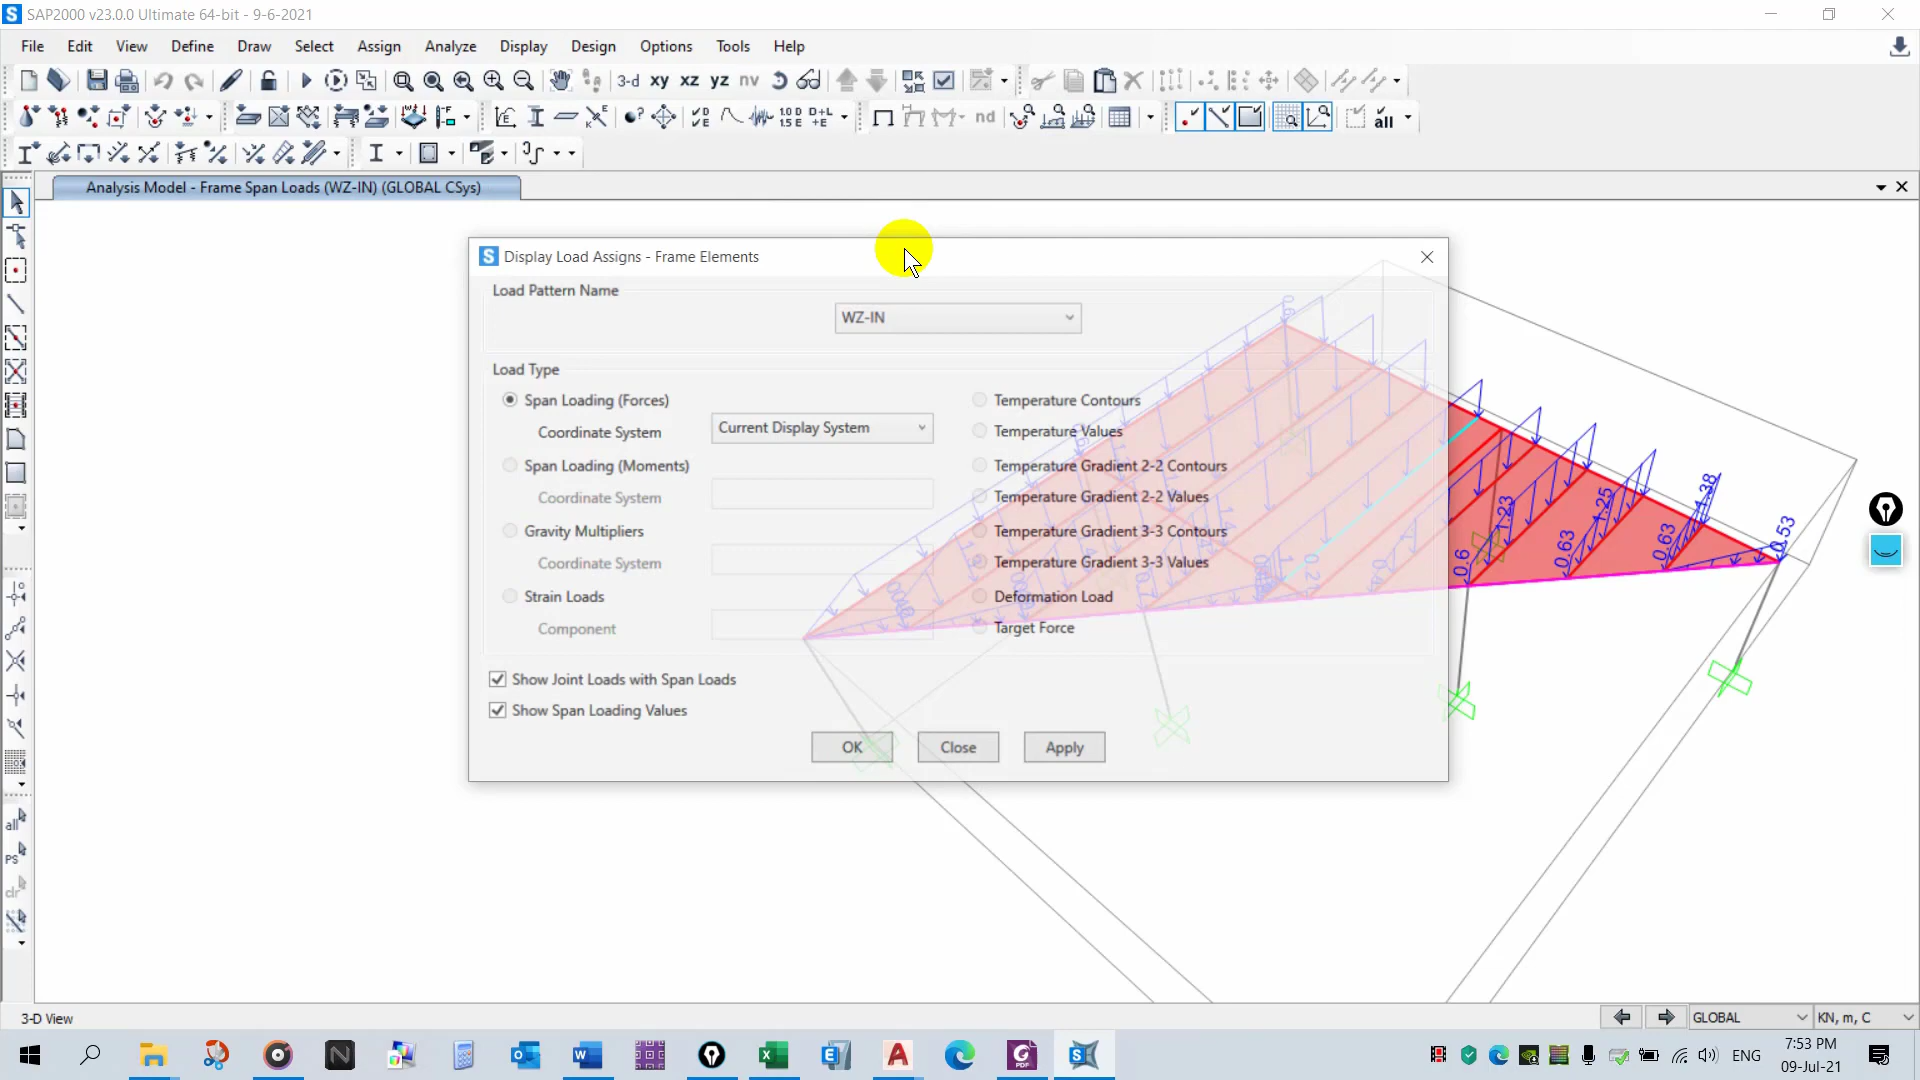 SAP2000 v23.0.0 Ultimate 64-bit - 9-6-2021
File Edit View Define Draw Select Assign Analyze Display Design Options Tools Help
3-d xy xz yz nv
nd
all
Analysis Model - Frame Span Loads (WZ-IN) (GLOBAL CSys)
Display Load Assigns - Frame Elements
Load Pattern Name
WZ-IN
Load Type
Span Loading (Forces)
Coordinate System
Current Display System
Span Loading (Moments)
Coordinate System
Gravity Multipliers
Coordinate System
Strain Loads
Component
Temperature Contours
Temperature Values
Temperature Gradient 2-2 Contours
Temperature Gradient 2-2 Values
Temperature Gradient 3-3 Contours
Temperature Gradient 3-3 Values
Deformation Load
Target Force
Show Joint Loads with Span Loads
Show Span Loading Values
OK Close Apply
0.6
1.23
0.63
1.25
0.63
1.38
0.53
all
PS
clr
3-D View
GLOBAL
KN, m, C
ENG
7:53 PM
09-Jul-21